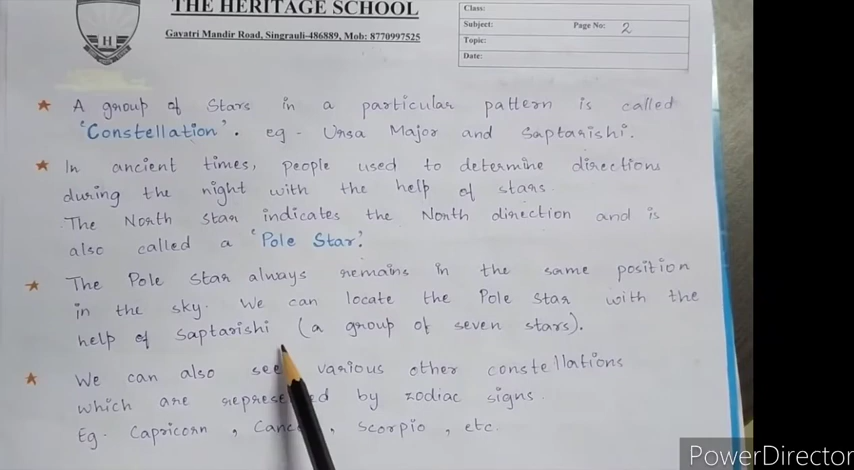 THE HERITAGE SCHOOL
Gayatri Mandir Road, Singrauli-486889, Mob: 8770997525
H
Class:
Subject: Page No: 2
Topic:
Date:
★ A group of Stars in a particular pattern is called
'Constellation'. eg - Ursa Major and Saptarishi.
★ In ancient times, people used to determine directions
during the night with the help of stars.
The North star indicates the North direction and is
also called a 'Pole Star'.
★ The Pole star always remains in the same position
in the sky. We can locate the Pole star with the
help of Saptarishi (a group of seven stars).
★ We can also see various other constellations
which are represented by zodiac signs.
Eg - Capricorn, Cancer, Scorpio, etc.
PowerDirector